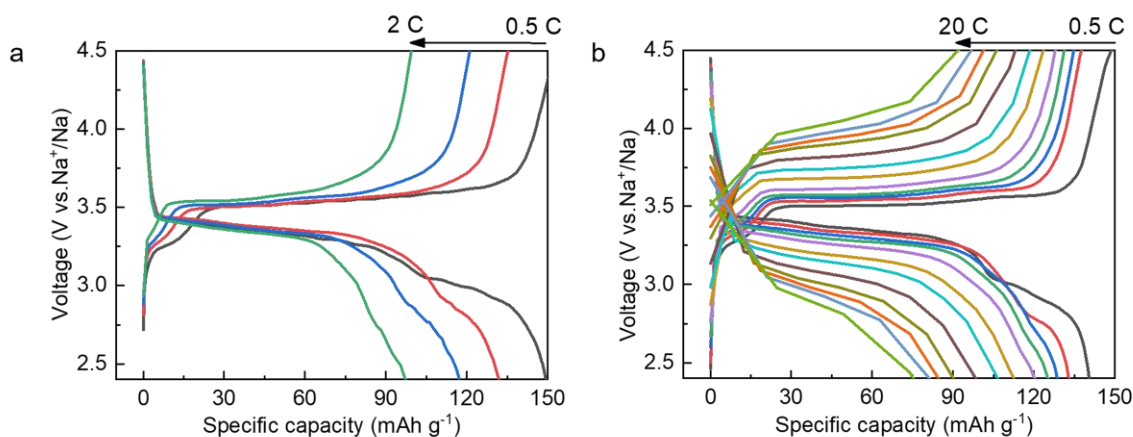 a
2 C 0.5 C
4.5
4.0
3.5
3.0
2.5
Voltage (V vs.Na⁺/Na)
0 30 60 90 120 150
Specific capacity (mAh g⁻¹)
b
20 C 0.5 C
4.5
4.0
3.5
3.0
2.5
Voltage (V vs.Na⁺/Na)
0 30 60 90 120 150
Specific capacity (mAh g⁻¹)